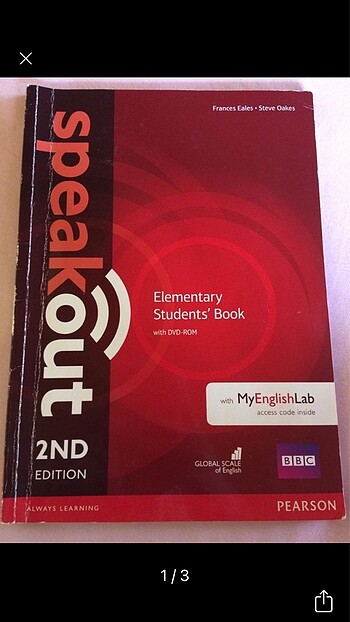 Frances Eales • Steve Oakes
speakout
Elementary
Students' Book
with DVD-ROM
with MyEnglishLab
access code inside
2ND
EDITION
GLOBAL SCALE
of English
BBC
ALWAYS LEARNING
PEARSON
1/3